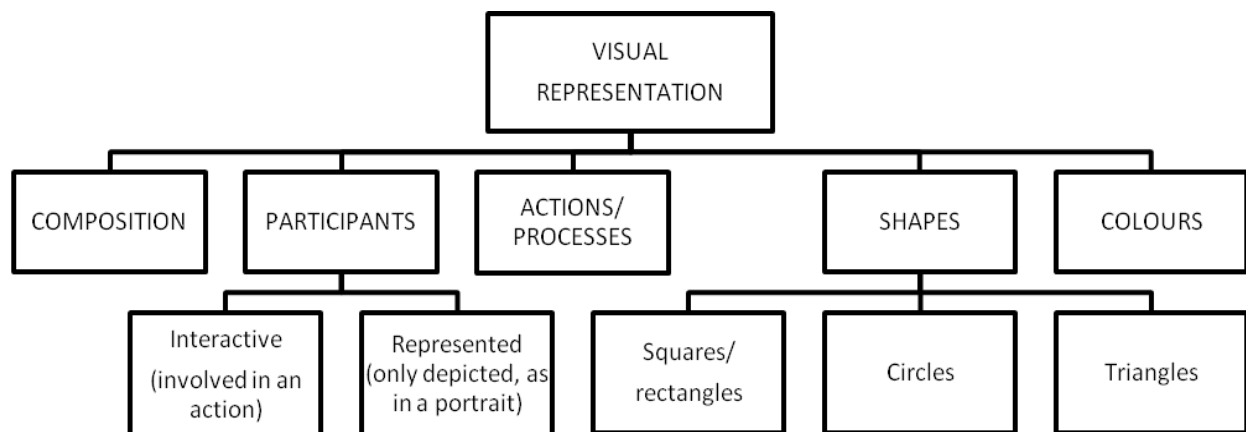 VISUAL
REPRESENTATION
COMPOSITION
PARTICIPANTS
ACTIONS/
PROCESSES
SHAPES
COLOURS
Interactive
(involved in an
action)
Represented
(only depicted, as
in a portrait)
Squares/
rectangles
Circles
Triangles